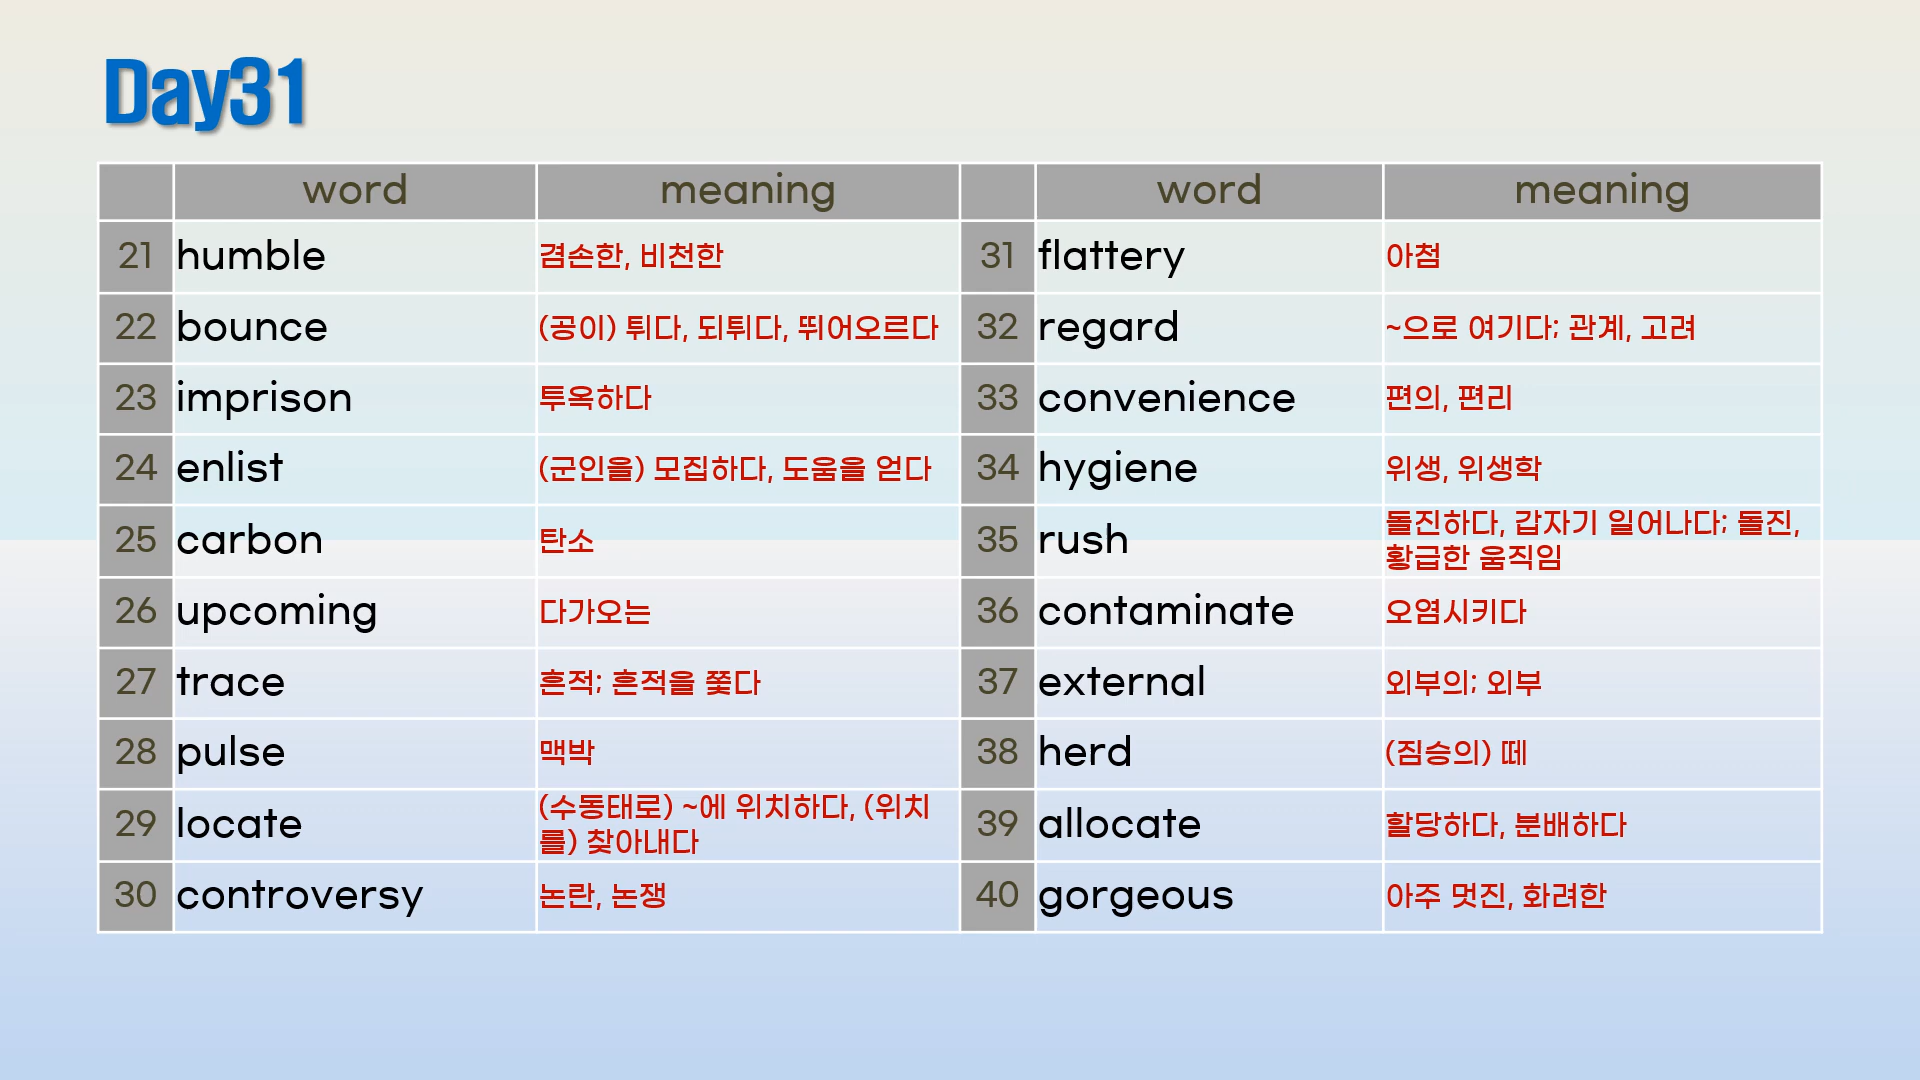 Day31
word meaning word meaning
21 humble 겸손한, 비천한 31 flattery 아첨
22 bounce (공이) 튀다, 되튀다, 뛰어오르다 32 regard ~으로 여기다; 관계, 고려
23 imprison 투옥하다 33 convenience 편의, 편리
24 enlist (군인을) 모집하다, 도움을 얻다 34 hygiene 위생, 위생학
25 carbon 탄소 35 rush 돌진하다, 갑자기 일어나다; 돌진,
황급한 움직임
26 upcoming 다가오는 36 contaminate 오염시키다
27 trace 흔적; 흔적을 쫓다 37 external 외부의; 외부
28 pulse 맥박 38 herd (짐승의) 떼
29 locate (수동태로) ~에 위치하다, (위치
를) 찾아내다 39 allocate 할당하다, 분배하다
30 controversy 논란, 논쟁 40 gorgeous 아주 멋진, 화려한